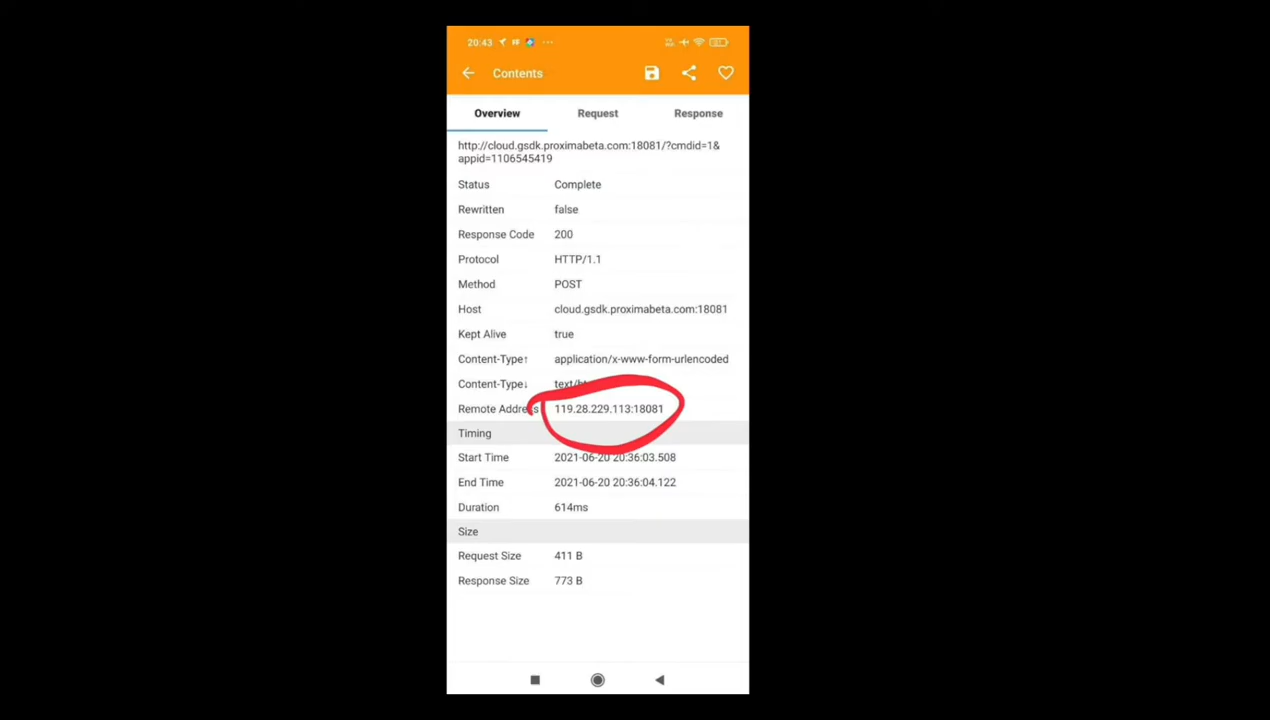 20:43
Contents
Overview Request Response
http://cloud.gsdk.proximabeta.com:18081/?cmdid=1&
appid=1106545419
Status Complete
Rewritten false
Response Code 200
Protocol HTTP/1.1
Method POST
Host cloud.gsdk.proximabeta.com:18081
Kept Alive true
Content-Type↑ application/x-www-form-urlencoded
Content-Type↓
Remote Address 119.28.229.113:18081
Timing
Start Time 2021-06-20 20:36:03.508
End Time 2021-06-20 20:36:04.122
Duration 614ms
Size
Request Size 411 B
Response Size 773 B